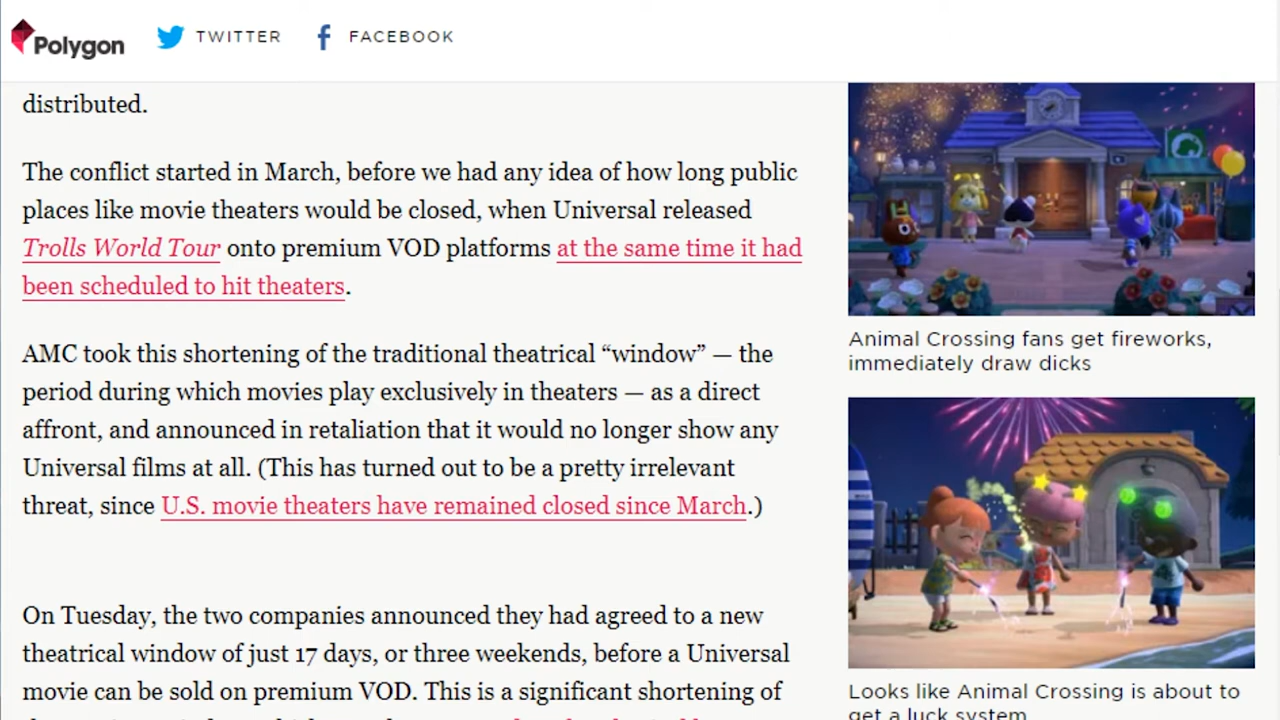 Polygon
TWITTER
FACEBOOK
distributed.
The conflict started in March, before we had any idea of how long public
places like movie theaters would be closed, when Universal released
Trolls World Tour onto premium VOD platforms at the same time it had
been scheduled to hit theaters.
AMC took this shortening of the traditional theatrical “window” — the
period during which movies play exclusively in theaters — as a direct
affront, and announced in retaliation that it would no longer show any
Universal films at all. (This has turned out to be a pretty irrelevant
threat, since U.S. movie theaters have remained closed since March.)
On Tuesday, the two companies announced they had agreed to a new
theatrical window of just 17 days, or three weekends, before a Universal
movie can be sold on premium VOD. This is a significant shortening of
Animal Crossing fans get fireworks,
immediately draw dicks
Looks like Animal Crossing is about to
get a luck system